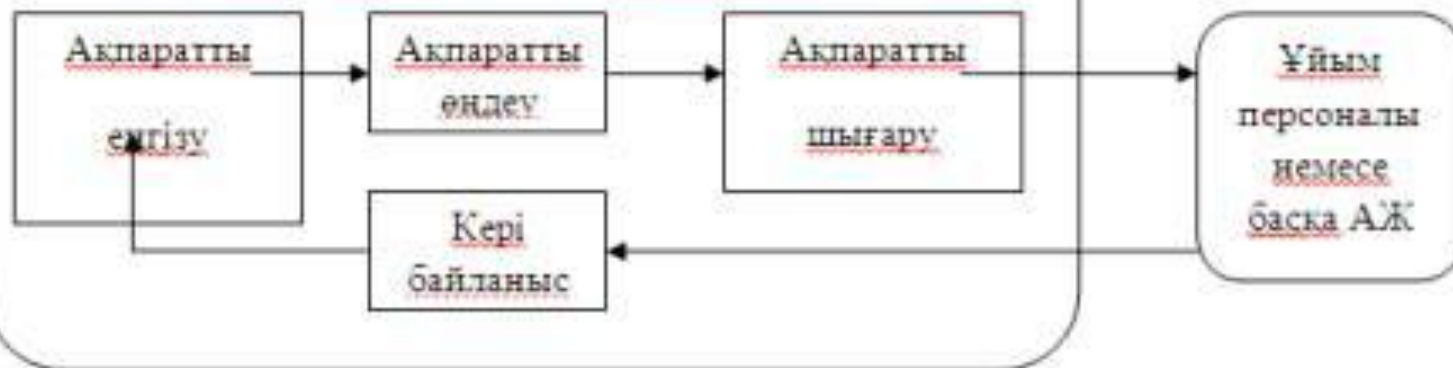 Ақпаратты
енгізу
Ақпаратты
өңдеу
Ақпаратты
шығару
Ұйым
персоналы
немесе
басқа АЖ
Кері
байланыс